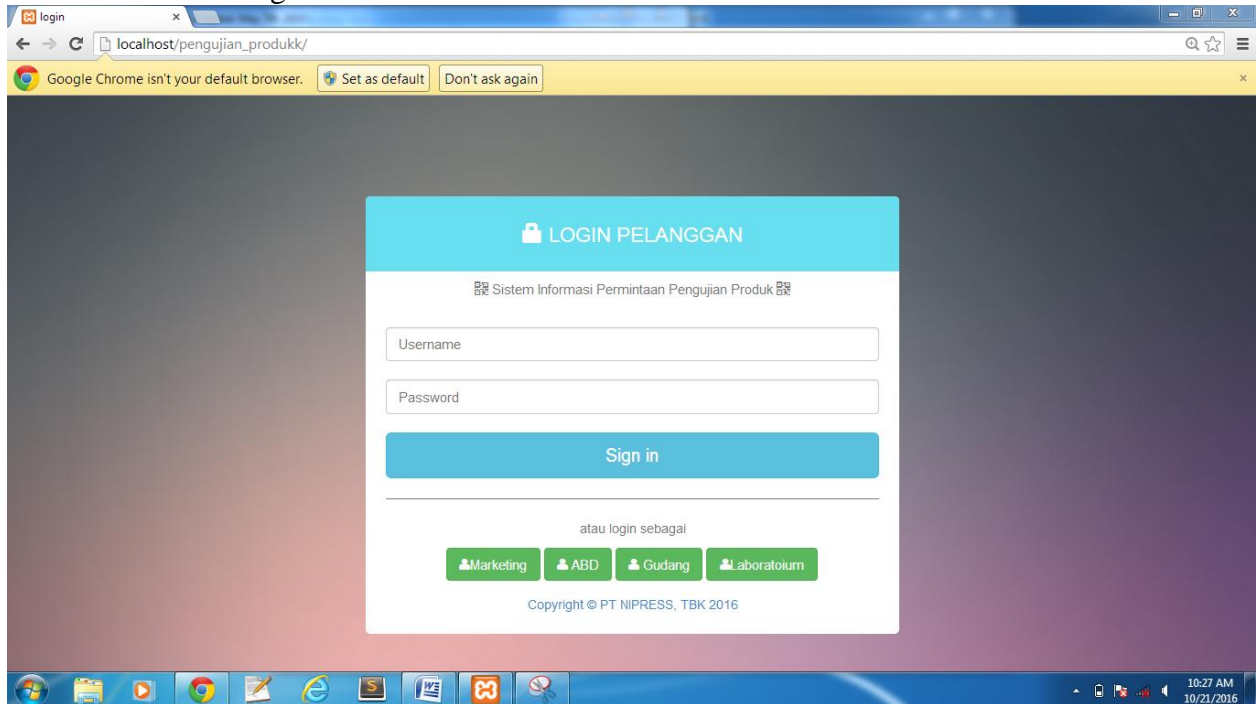 login
localhost/pengujian_produkk/
Google Chrome isn't your default browser. Set as default Don't ask again
LOGIN PELANGGAN
Sistem Informasi Permintaan Pengujian Produk
Username
Password
Sign in
atau login sebagai
Marketing ABD Gudang Laboratoium
Copyright © PT NIPRESS, TBK 2016
10:27 AM
10/21/2016